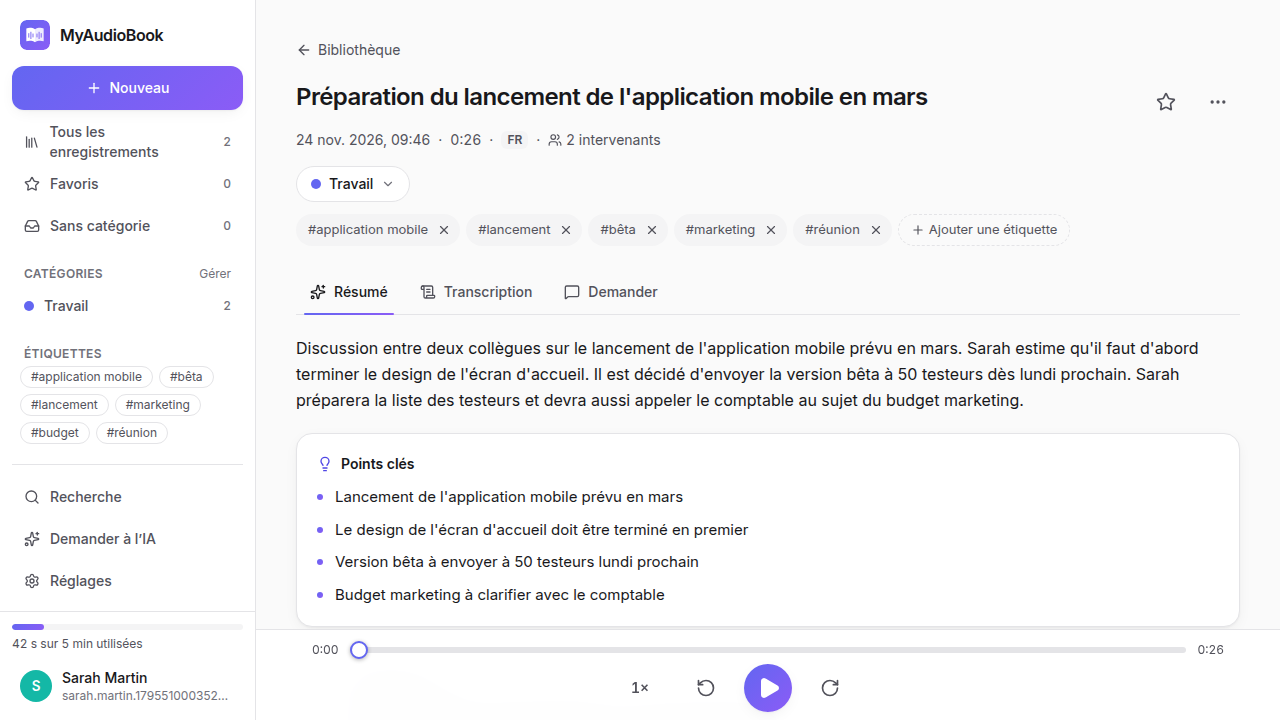 MyAudioBook
Nouveau
Tous les
enregistrements
2
Favoris
0
Sans catégorie
0
CATÉGORIES
Gérer
Travail
2
ÉTIQUETTES
#application mobile
#bêta
#lancement
#marketing
#budget
#réunion
Recherche
Demander à l'IA
Réglages
42 s sur 5 min utilisées
S
Sarah Martin
sarah.martin.179551000352...
Bibliothèque
Préparation du lancement de l'application mobile en mars
24 nov. 2026, 09:46 · 0:26 · FR · 2 intervenants
Travail
#application mobile
#lancement
#bêta
#marketing
#réunion
Ajouter une étiquette
Résumé
Transcription
Demander
Discussion entre deux collègues sur le lancement de l'application mobile prévu en mars. Sarah estime qu'il faut d'abord
terminer le design de l'écran d'accueil. Il est décidé d'envoyer la version bêta à 50 testeurs dès lundi prochain. Sarah
préparera la liste des testeurs et devra aussi appeler le comptable au sujet du budget marketing.
Points clés
Lancement de l'application mobile prévu en mars
Le design de l'écran d'accueil doit être terminé en premier
Version bêta à envoyer à 50 testeurs lundi prochain
Budget marketing à clarifier avec le comptable
0:00
0:26
1×